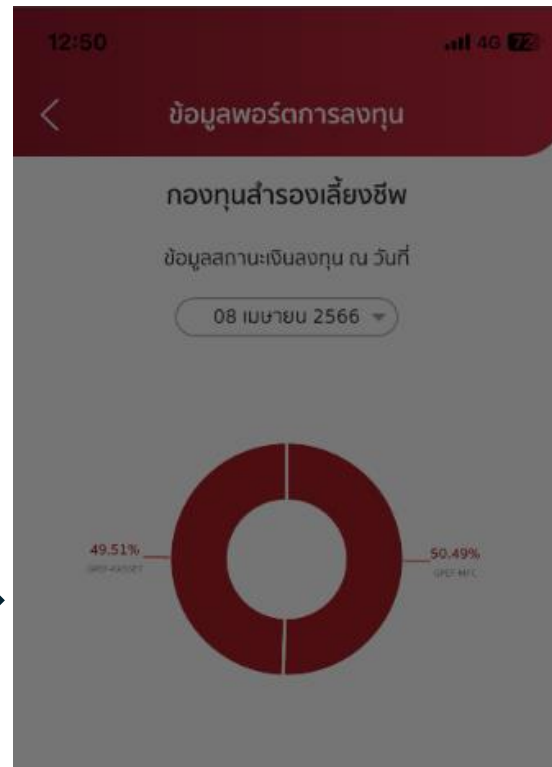 12:50 4G 72
ข้อมูลพอร์ตการลงทุน
กองทุนสำรองเลี้ยงชีพ
ข้อมูลสถานะเงินลงทุน ณ วันที่
08 เมษายน 2566
49.51%
50.49%